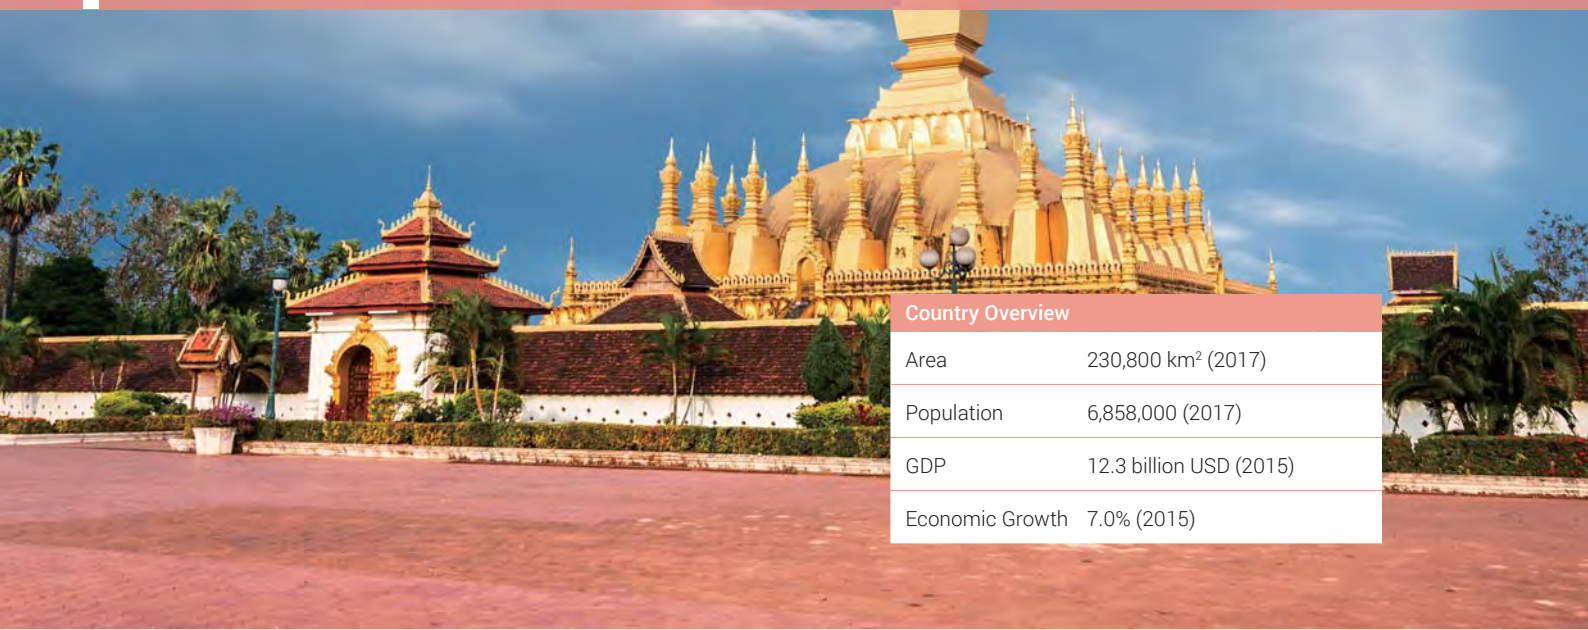 Country Overview
Area 230,800 km² (2017)
Population 6,858,000 (2017)
GDP 12.3 billion USD (2015)
Economic Growth 7.0% (2015)